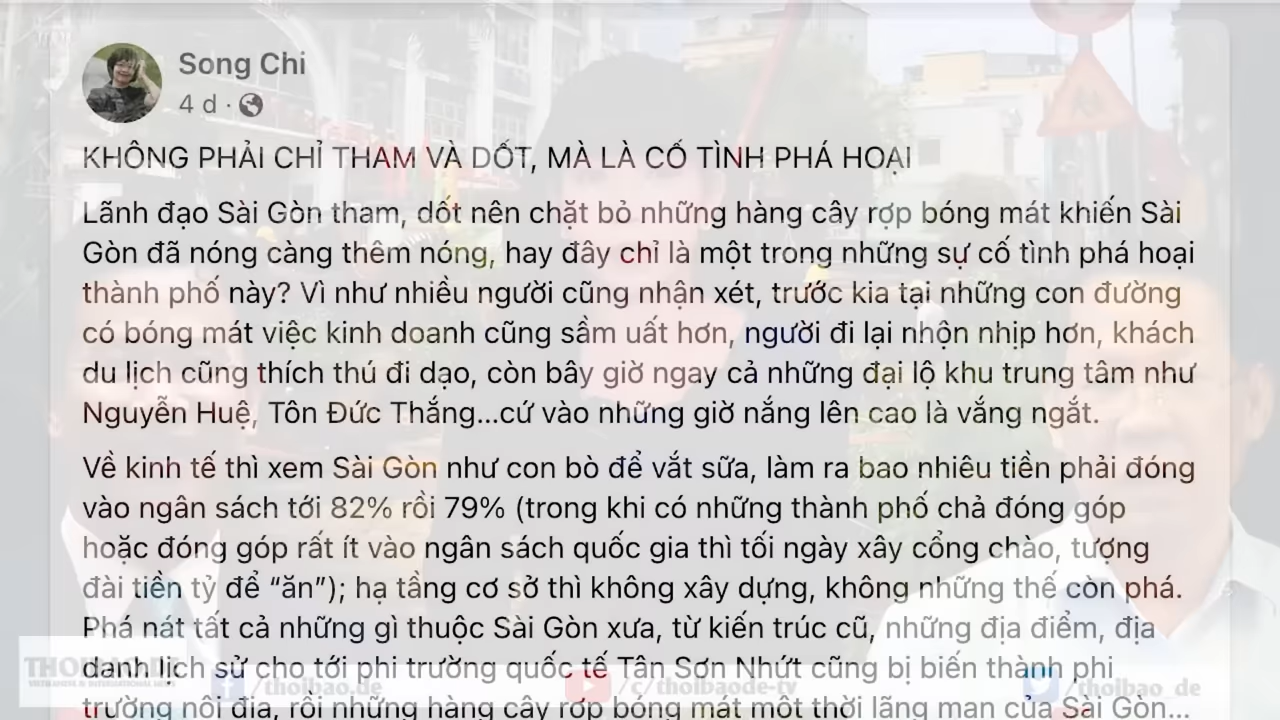 Song Chi
4 d ·
KHÔNG PHẢI CHỈ THAM VÀ DỐT, MÀ LÀ CỐ TÌNH PHÁ HOẠI
Lãnh đạo Sài Gòn tham, dốt nên chặt bỏ những hàng cây rợp bóng mát khiến Sài
Gòn đã nóng càng thêm nóng, hay đây chỉ là một trong những sự cố tình phá hoại
thành phố này? Vì như nhiều người cũng nhận xét, trước kia tại những con đường
có bóng mát việc kinh doanh cũng sầm uất hơn, người đi lại nhộn nhịp hơn, khách
du lịch cũng thích thú đi dạo, còn bây giờ ngay cả những đại lộ khu trung tâm như
Nguyễn Huệ, Tôn Đức Thắng...cứ vào những giờ nắng lên cao là vắng ngắt.
Về kinh tế thì xem Sài Gòn như con bò để vắt sữa, làm ra bao nhiêu tiền phải đóng
vào ngân sách tới 82% rồi 79% (trong khi có những thành phố chả đóng góp
hoặc đóng góp rất ít vào ngân sách quốc gia thì tối ngày xây cổng chào, tượng
đài tiền tỷ để “ăn”); hạ tầng cơ sở thì không xây dựng, không những thế còn phá.
Phá nát tất cả những gì thuộc Sài Gòn xưa, từ kiến trúc cũ, những địa điểm, địa
danh lịch sử cho tới phi trường quốc tế Tân Sơn Nhứt cũng bị biến thành phi
trường nội địa, rồi những hàng cây rợp bóng mát một thời lãng mạn của Sài Gòn...
THOIBAO.DE
/thoibao.de
/c/thoibaode-tv
/thoibao_de